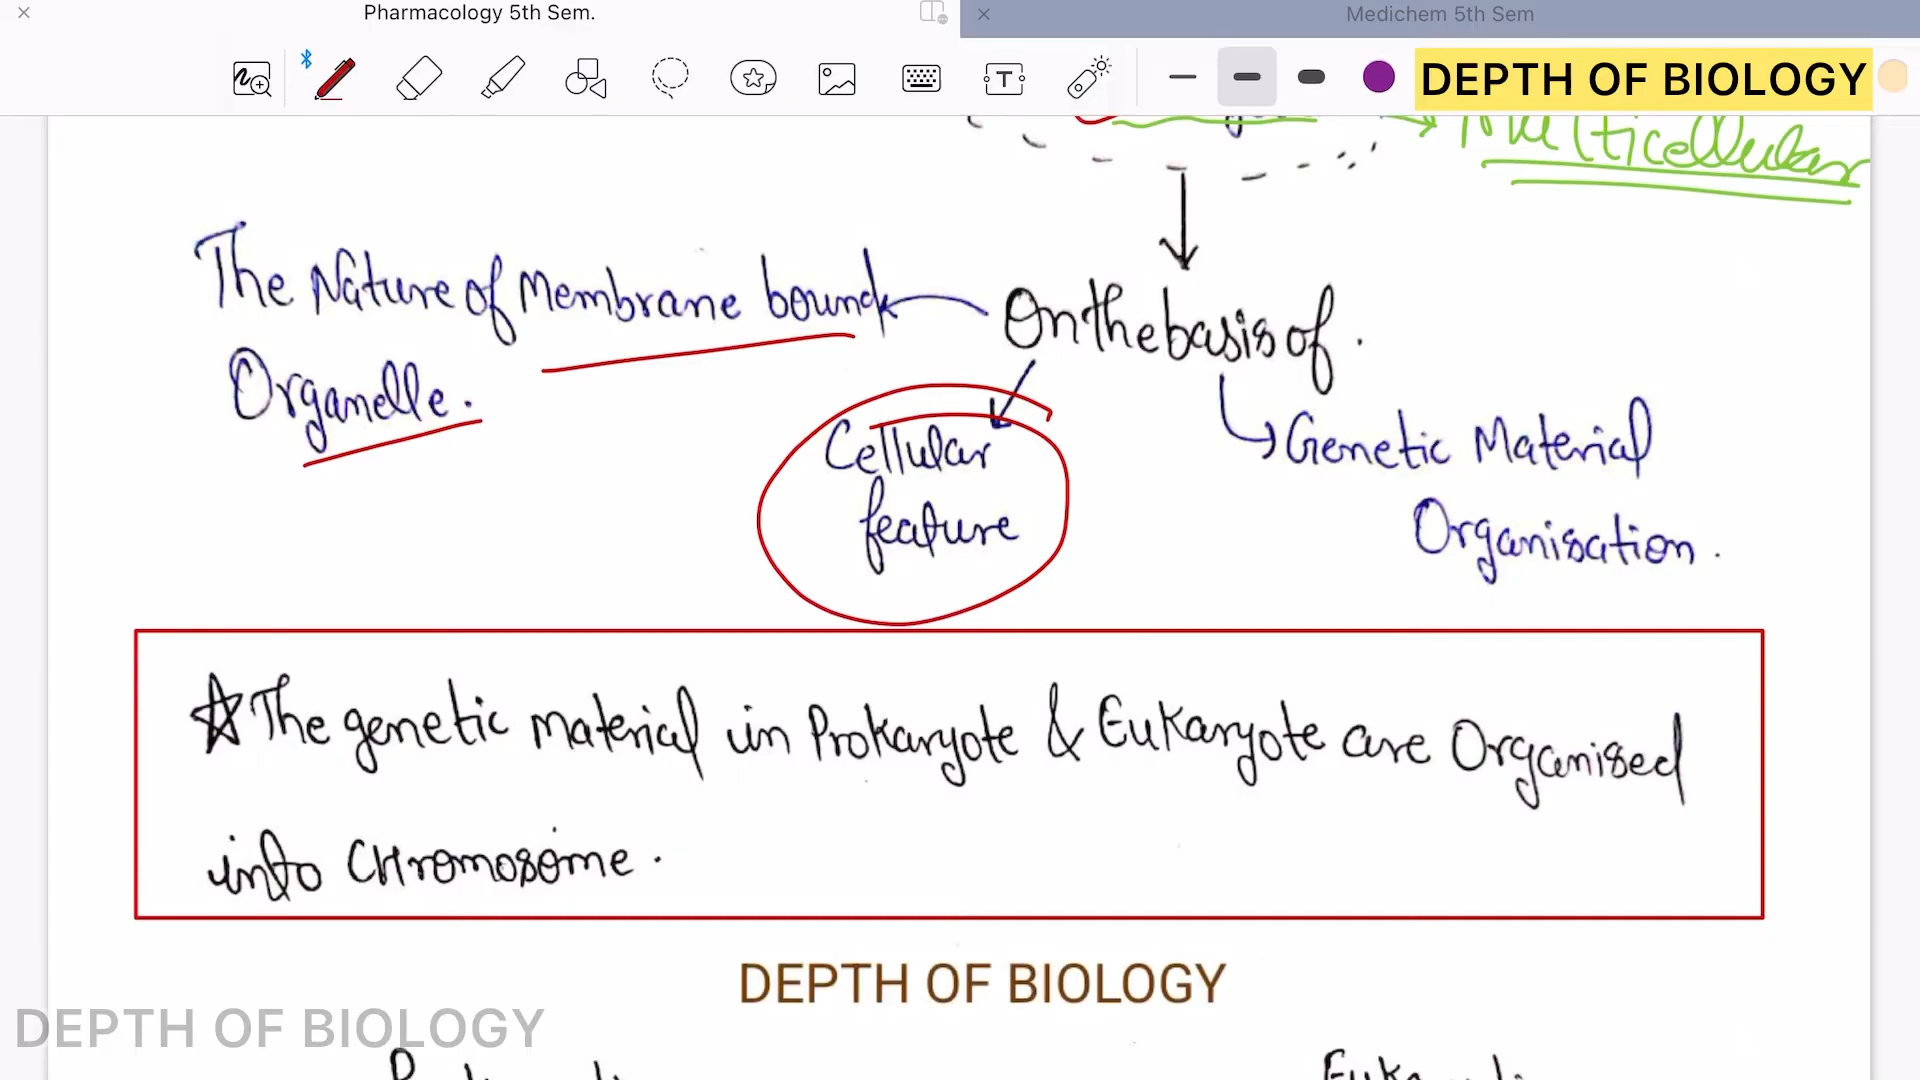 Pharmacology 5th Sem.
Medichem 5th Sem
DEPTH OF BIOLOGY
Multicellular
The Nature of Membrane bound
Organelle.
On the basis of.
Cellular
feature
Genetic Material
Organisation.
The genetic material in Prokaryote & Eukaryote are Organised
into Chromosome.
DEPTH OF BIOLOGY
DEPTH OF BIOLOGY